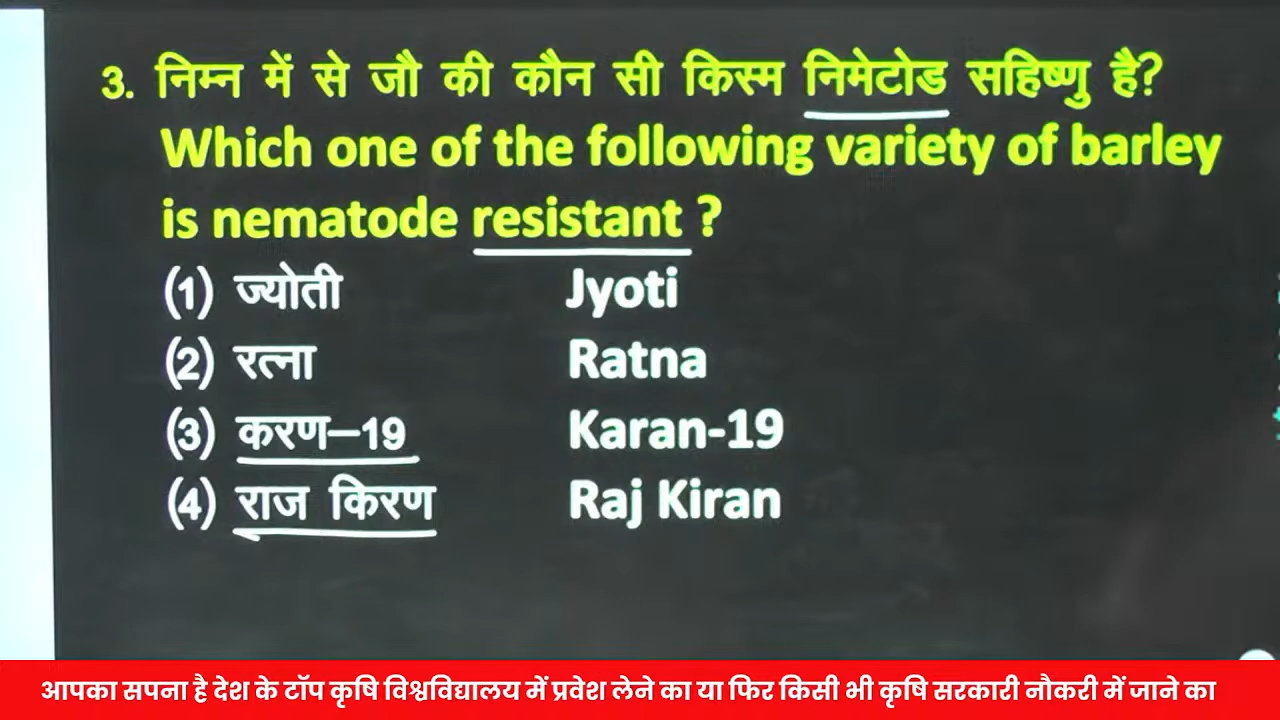 3. निम्न में से जौ की कौन सी किस्म निमेटोड सहिष्णु है?
Which one of the following variety of barley
is nematode resistant ?
(1) ज्योती Jyoti
(2) रत्ना Ratna
(3) करण–19 Karan-19
(4) राज किरण Raj Kiran
आपका सपना है देश के टॉप कृषि विश्वविद्यालय में प्रवेश लेने का या फिर किसी भी कृषि सरकारी नौकरी में जाने का